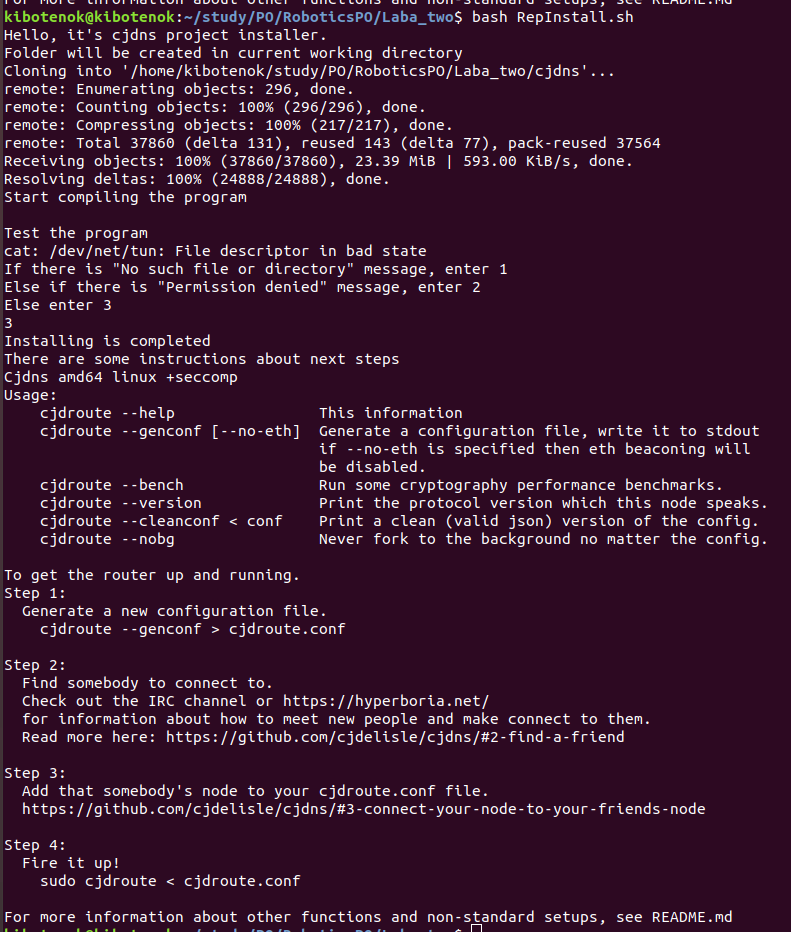 For more information about other functions and non-standard setups, see README.md
kibotenok@kibotenok:~/study/PO/RoboticsPO/Laba_two$ bash RepInstall.sh
Hello, it's cjdns project installer.
Folder will be created in current working directory
Cloning into '/home/kibotenok/study/PO/RoboticsPO/Laba_two/cjdns'...
remote: Enumerating objects: 296, done.
remote: Counting objects: 100% (296/296), done.
remote: Compressing objects: 100% (217/217), done.
remote: Total 37860 (delta 131), reused 143 (delta 77), pack-reused 37564
Receiving objects: 100% (37860/37860), 23.39 MiB | 593.00 KiB/s, done.
Resolving deltas: 100% (24888/24888), done.
Start compiling the program
Test the program
cat: /dev/net/tun: File descriptor in bad state
If there is "No such file or directory" message, enter 1
Else if there is "Permission denied" message, enter 2
Else enter 3
3
Installing is completed
There are some instructions about next steps
Cjdns amd64 linux +seccomp
Usage:
    cjdroute --help                This information
    cjdroute --genconf [--no-eth]  Generate a configuration file, write it to stdout
                                   if --no-eth is specified then eth beaconing will
                                   be disabled.
    cjdroute --bench               Run some cryptography performance benchmarks.
    cjdroute --version             Print the protocol version which this node speaks.
    cjdroute --cleanconf < conf    Print a clean (valid json) version of the config.
    cjdroute --nobg                Never fork to the background no matter the config.
To get the router up and running.
Step 1:
  Generate a new configuration file.
    cjdroute --genconf > cjdroute.conf
Step 2:
  Find somebody to connect to.
  Check out the IRC channel or https://hyperboria.net/
  for information about how to meet new people and make connect to them.
  Read more here: https://github.com/cjdelisle/cjdns/#2-find-a-friend
Step 3:
  Add that somebody's node to your cjdroute.conf file.
  https://github.com/cjdelisle/cjdns/#3-connect-your-node-to-your-friends-node
Step 4:
  Fire it up!
    sudo cjdroute < cjdroute.conf
For more information about other functions and non-standard setups, see README.md
kibotenok@kibotenok:~/study/PO/RoboticsPO/Laba_two$